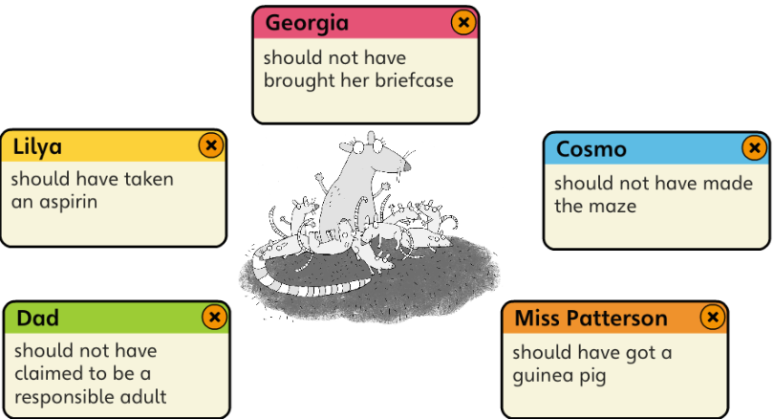 Georgia
should not have
brought her briefcase
Lilya
should have taken
an aspirin
Cosmo
should not have made
the maze
Dad
should not have
claimed to be a
responsible adult
Miss Patterson
should have got a
guinea pig